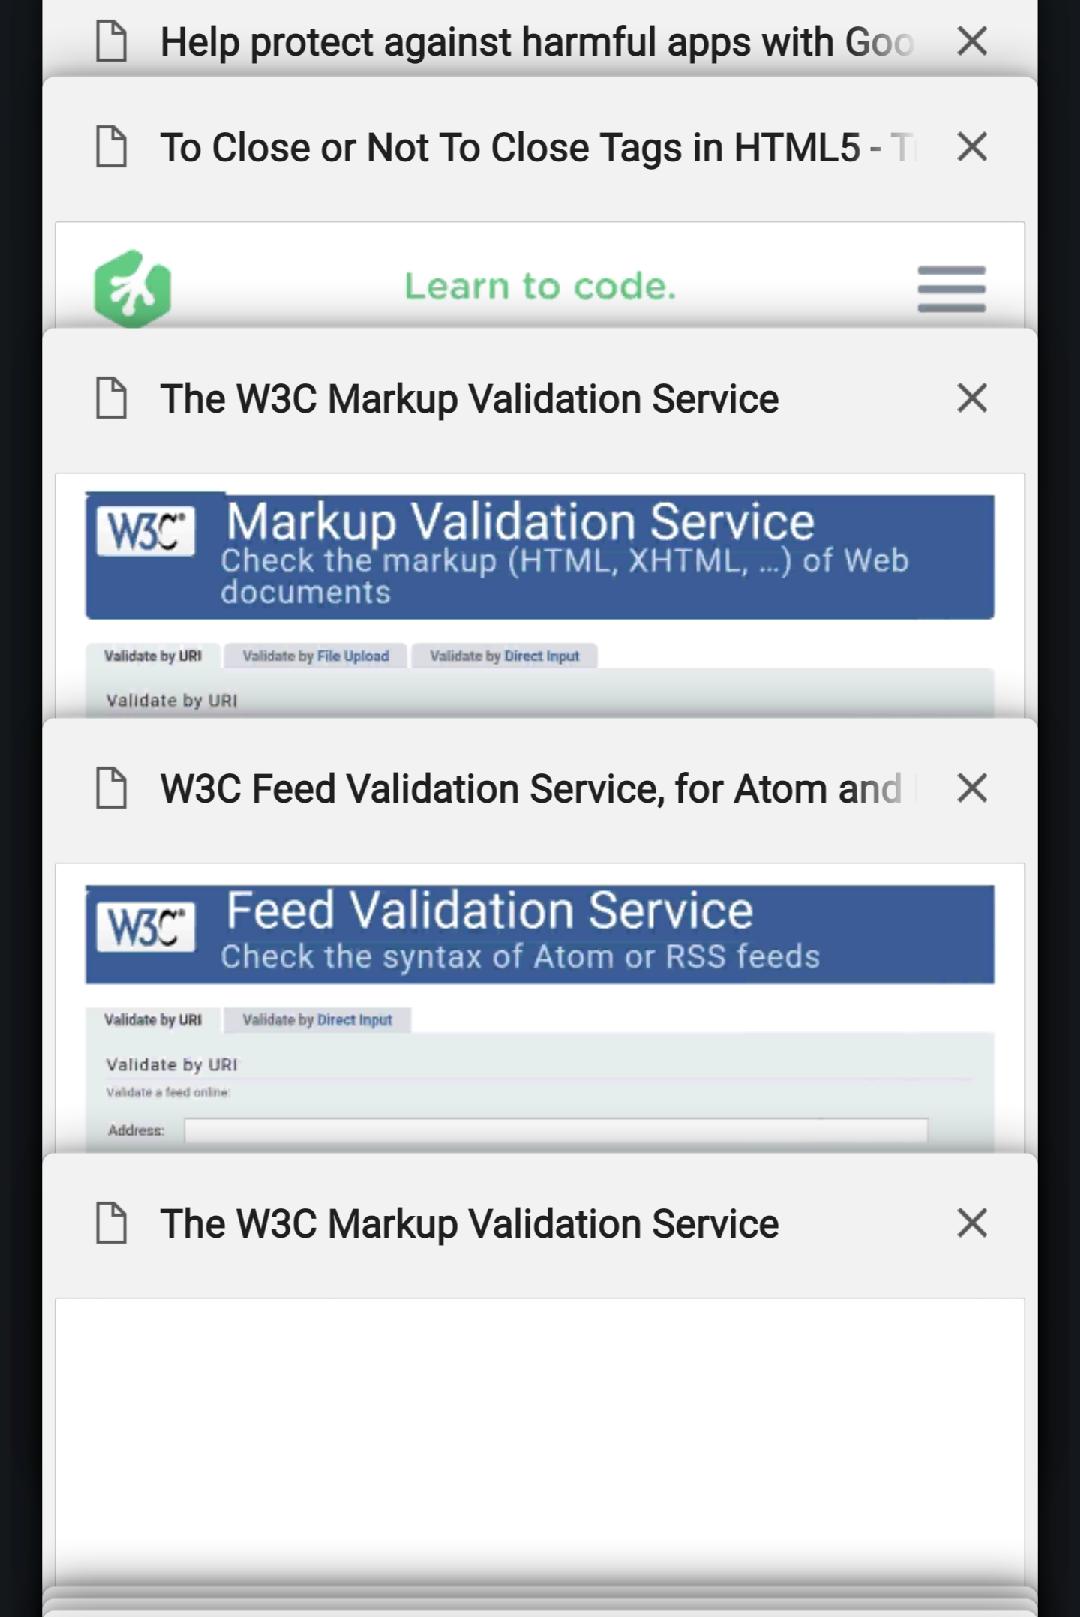 Help protect against harmful apps with Goo
To Close or Not To Close Tags in HTML5 - T
Learn to code.
The W3C Markup Validation Service
W3C Markup Validation Service
Check the markup (HTML, XHTML, …) of Web
documents
Validate by URI Validate by File Upload Validate by Direct Input
Validate by URI
W3C Feed Validation Service, for Atom and
W3C Feed Validation Service
Check the syntax of Atom or RSS feeds
Validate by URI Validate by Direct Input
Validate by URI
Validate a feed online:
Address:
The W3C Markup Validation Service